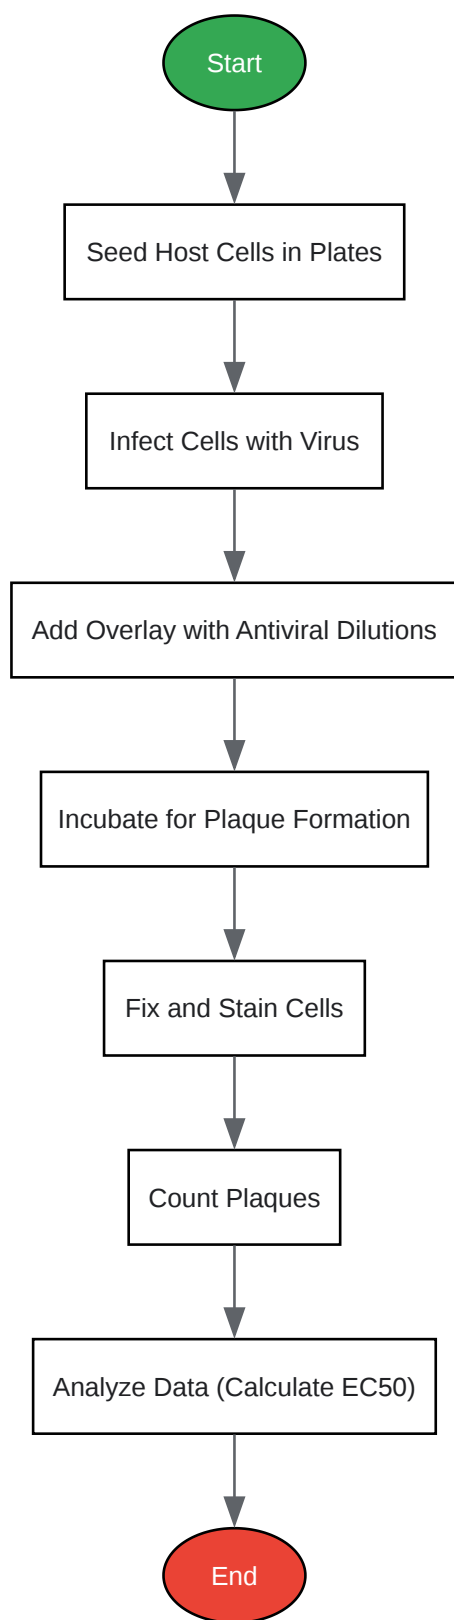 Start
Seed Host Cells in Plates
Infect Cells with Virus
Add Overlay with Antiviral Dilutions
Incubate for Plaque Formation
Fix and Stain Cells
Count Plaques
Analyze Data (Calculate EC50)
End